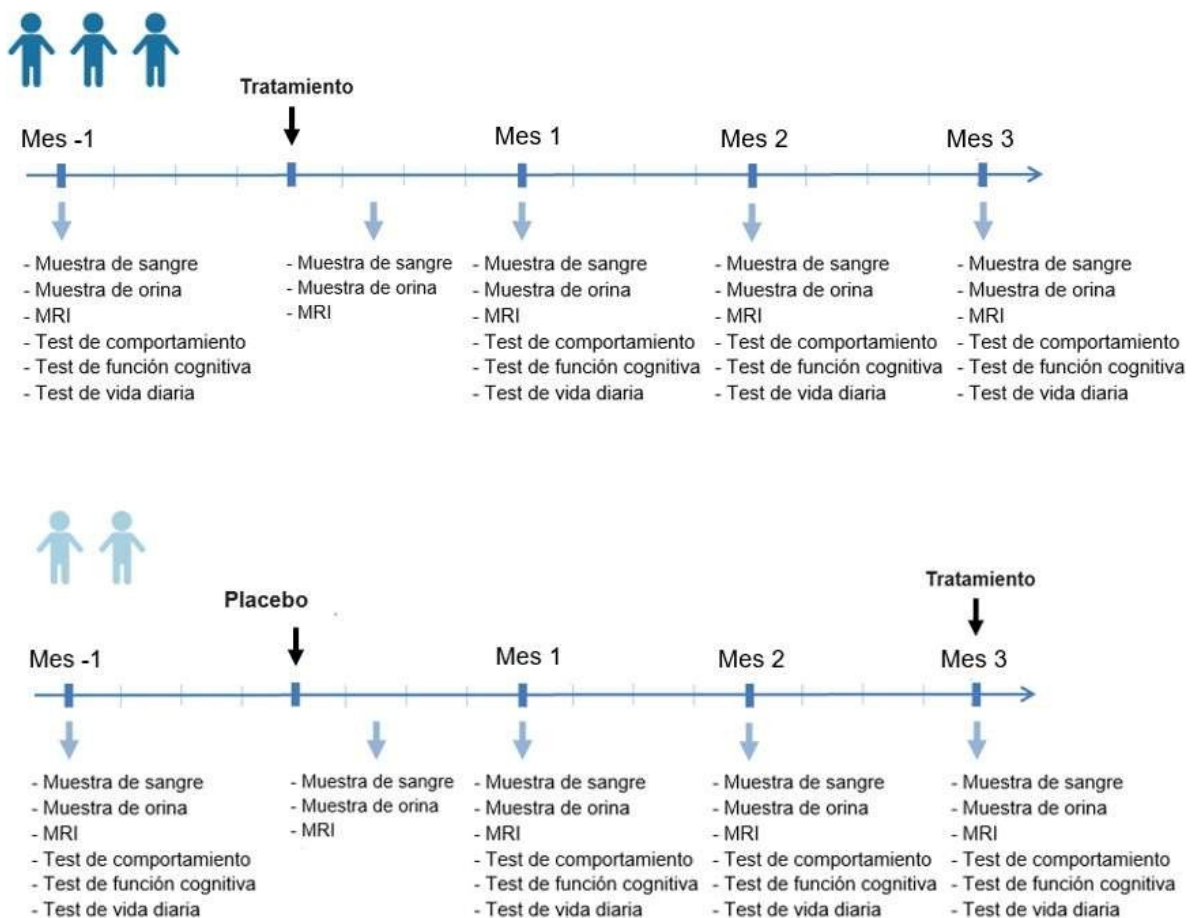 Tratamiento
Mes -1
Mes 1
Mes 2
Mes 3
- Muestra de sangre
- Muestra de orina
- MRI
- Test de comportamiento
- Test de función cognitiva
- Test de vida diaria
- Muestra de sangre
- Muestra de orina
- MRI
- Muestra de sangre
- Muestra de orina
- MRI
- Test de comportamiento
- Test de función cognitiva
- Test de vida diaria
- Muestra de sangre
- Muestra de orina
- MRI
- Test de comportamiento
- Test de función cognitiva
- Test de vida diaria
- Muestra de sangre
- Muestra de orina
- MRI
- Test de comportamiento
- Test de función cognitiva
- Test de vida diaria
Placebo
Tratamiento
Mes -1
Mes 1
Mes 2
Mes 3
- Muestra de sangre
- Muestra de orina
- MRI
- Test de comportamiento
- Test de función cognitiva
- Test de vida diaria
- Muestra de sangre
- Muestra de orina
- MRI
- Muestra de sangre
- Muestra de orina
- MRI
- Test de comportamiento
- Test de función cognitiva
- Test de vida diaria
- Muestra de sangre
- Muestra de orina
- MRI
- Test de comportamiento
- Test de función cognitiva
- Test de vida diaria
- Muestra de sangre
- Muestra de orina
- MRI
- Test de comportamiento
- Test de función cognitiva
- Test de vida diaria